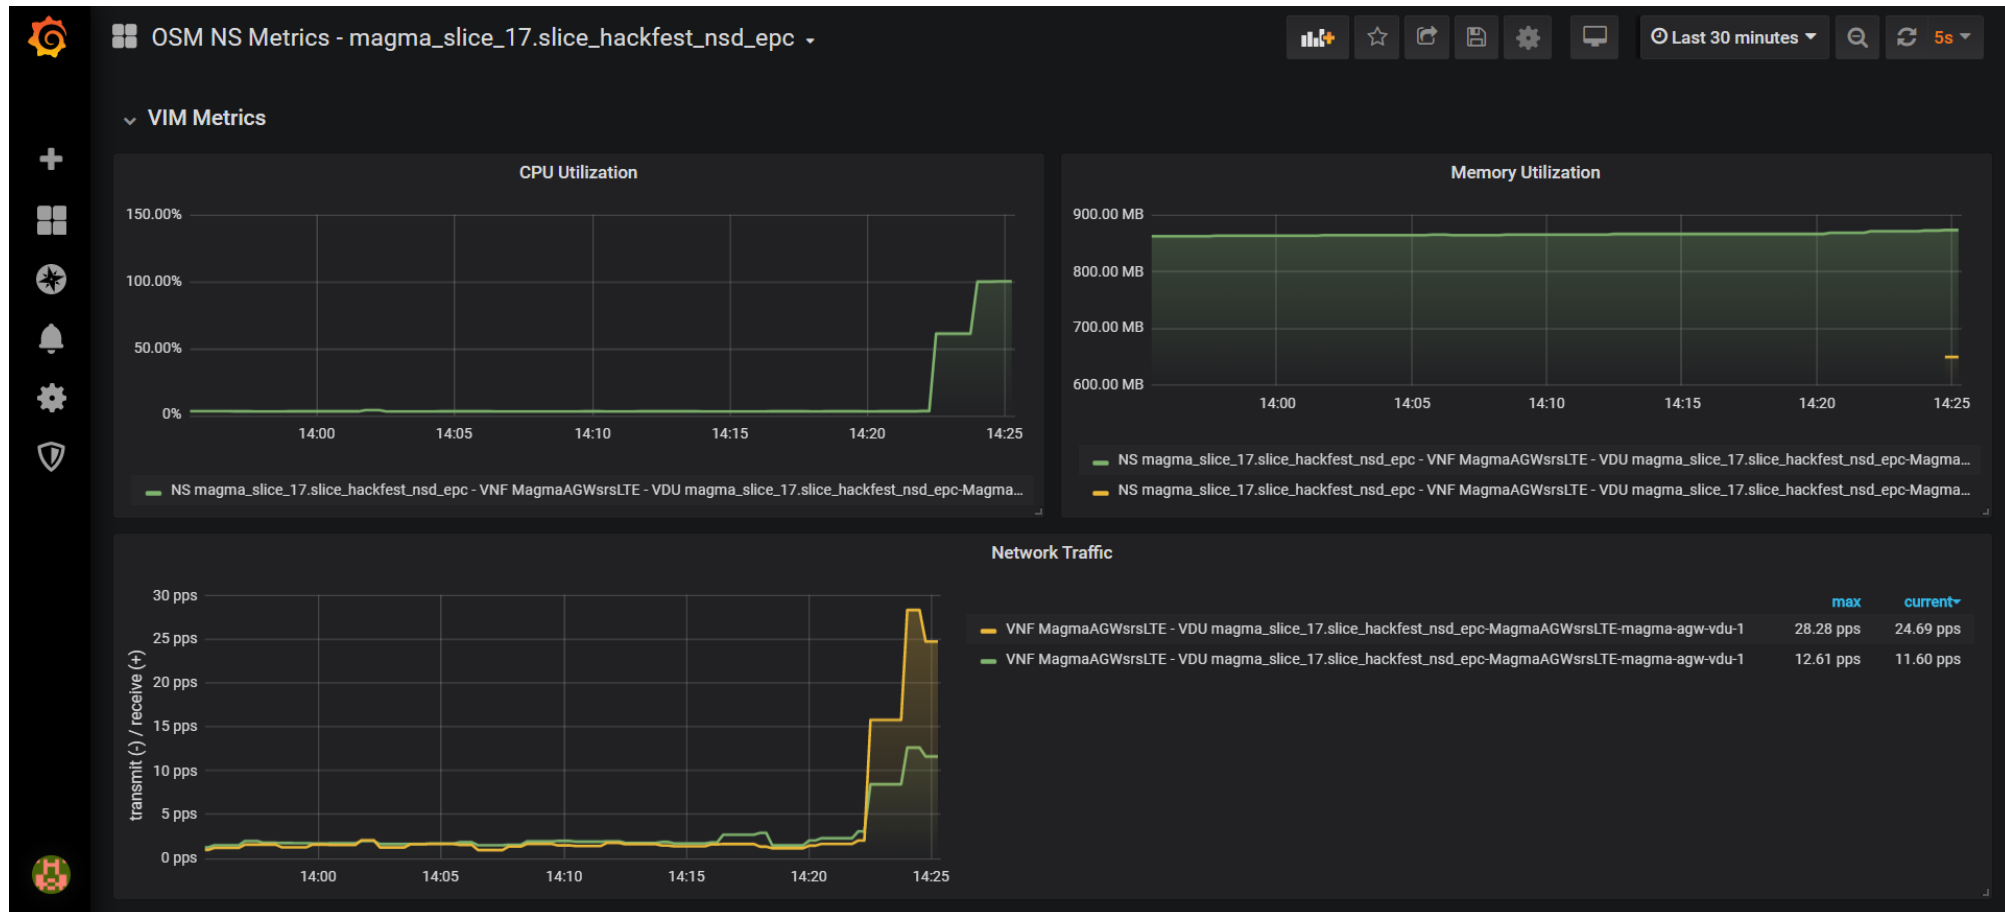 OSM NS Metrics - magma_slice_17.slice_hackfest_nsd_epc
Last 30 minutes
5s
VIM Metrics
CPU Utilization
150.00%
100.00%
50.00%
0%
14:00 14:05 14:10 14:15 14:20 14:25
NS magma_slice_17.slice_hackfest_nsd_epc - VNF MagmaAGWsrsLTE - VDU magma_slice_17.slice_hackfest_nsd_epc-Magma...
Memory Utilization
900.00 MB
800.00 MB
700.00 MB
600.00 MB
14:00 14:05 14:10 14:15 14:20 14:25
NS magma_slice_17.slice_hackfest_nsd_epc - VNF MagmaAGWsrsLTE - VDU magma_slice_17.slice_hackfest_nsd_epc-Magma...
NS magma_slice_17.slice_hackfest_nsd_epc - VNF MagmaAGWsrsLTE - VDU magma_slice_17.slice_hackfest_nsd_epc-Magma...
Network Traffic
transmit (-) / receive (+)
30 pps
25 pps
20 pps
15 pps
10 pps
5 pps
0 pps
14:00 14:05 14:10 14:15 14:20 14:25
max current
VNF MagmaAGWsrsLTE - VDU magma_slice_17.slice_hackfest_nsd_epc-MagmaAGWsrsLTE-magma-agw-vdu-1 28.28 pps 24.69 pps
VNF MagmaAGWsrsLTE - VDU magma_slice_17.slice_hackfest_nsd_epc-MagmaAGWsrsLTE-magma-agw-vdu-1 12.61 pps 11.60 pps